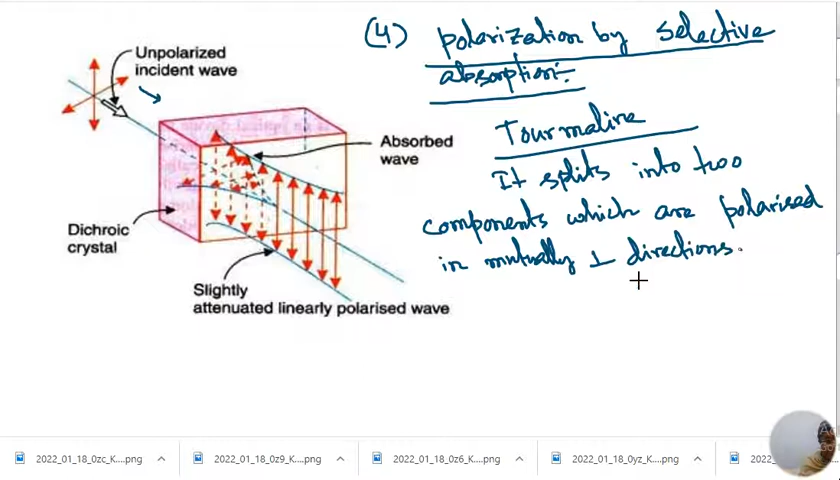 (4) Polarization by selective
absorption:-
Unpolarized
incident wave
Absorbed
wave
Dichroic
crystal
Slightly
attenuated linearly polarised wave
Tourmaline
It splits into two
components which are polarised
in mutually ⊥ directions.
2022_01_18_0zc_K....png
2022_01_18_0z9_K....png
2022_01_18_0z6_K....png
2022_01_18_0yz_K....png
2022_01_18_0